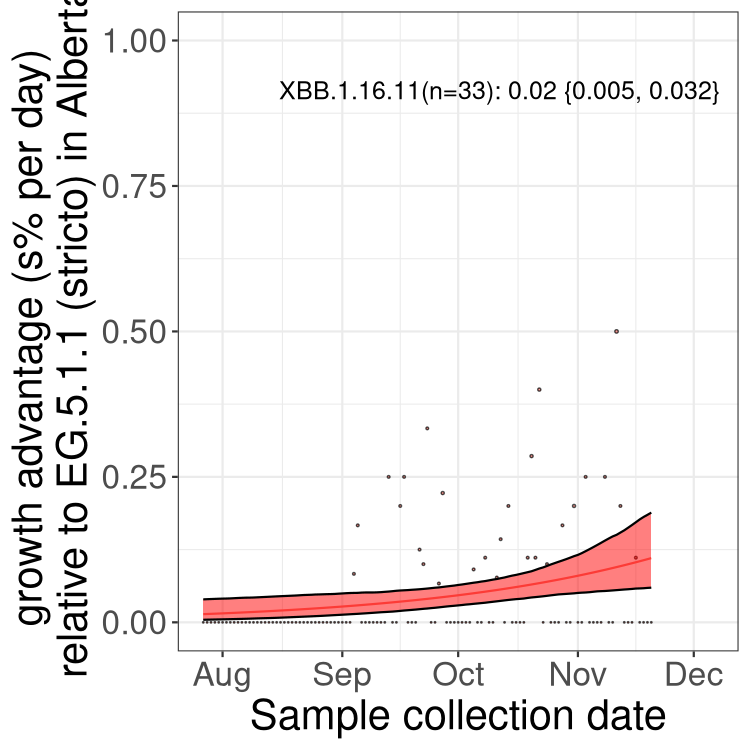 growth advantage (s% per day)
relative to EG.5.1.1 (stricto) in Alberta
1.00
XBB.1.16.11(n=33): 0.02 {0.005, 0.032}
0.75
0.50
0.25
0.00
Aug Sep Oct Nov Dec
Sample collection date